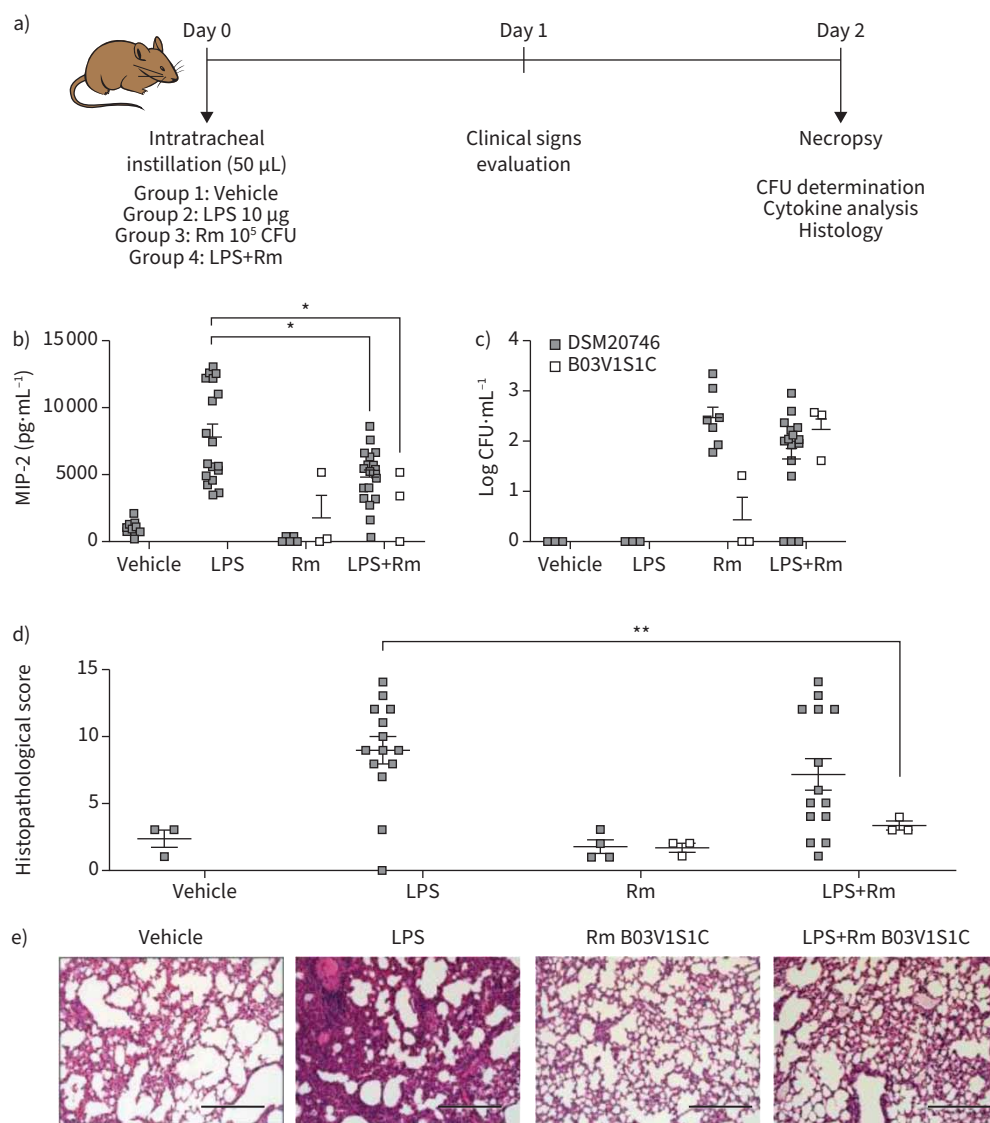 a)
Day 0
Day 1
Day 2
Intratracheal
instillation (50 µL)
Group 1: Vehicle
Group 2: LPS 10 µg
Group 3: Rm 10⁵ CFU
Group 4: LPS+Rm
Clinical signs
evaluation
Necropsy
CFU determination
Cytokine analysis
Histology
b)
MIP-2 (pg·mL⁻¹)
15 000
10 000
5000
0
*
*
Vehicle
LPS
Rm
LPS+Rm
c)
Log CFU·mL⁻¹
4
3
2
1
0
DSM20746
B03V1S1C
Vehicle
LPS
Rm
LPS+Rm
d)
Histopathological score
15
10
5
0
**
Vehicle
LPS
Rm
LPS+Rm
e)
Vehicle
LPS
Rm B03V1S1C
LPS+Rm B03V1S1C